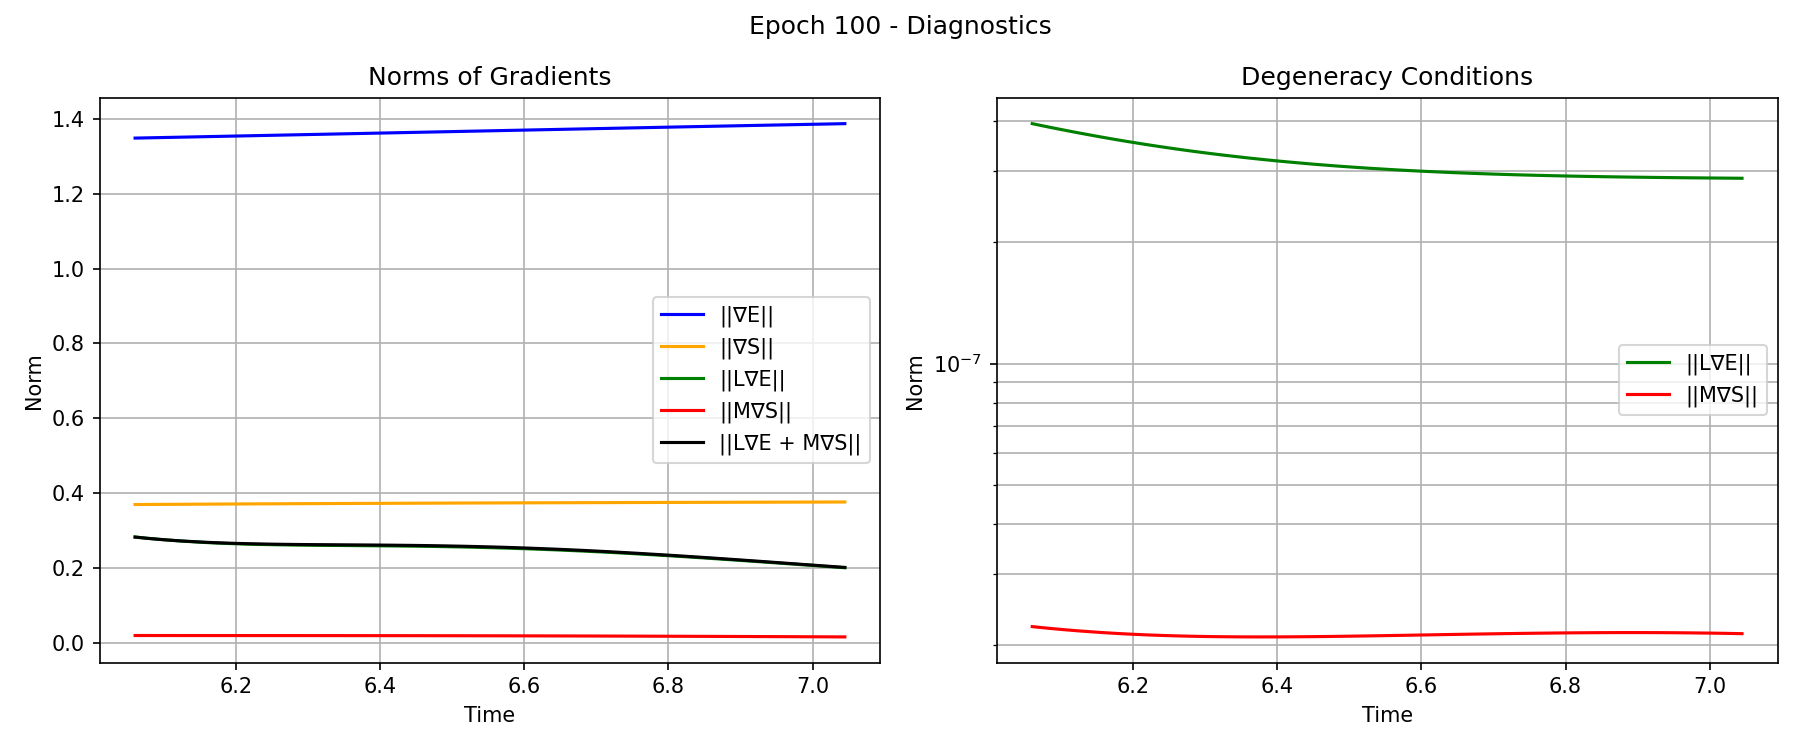 Epoch 100 - Diagnostics
Norms of Gradients
Norm
1.4
1.2
1.0
0.8
0.6
0.4
0.2
0.0
||∇E||
||∇S||
||L∇E||
||M∇S||
||L∇E + M∇S||
6.2 6.4 6.6 6.8 7.0
Time
Degeneracy Conditions
Norm
10⁻⁷
||L∇E||
||M∇S||
6.2 6.4 6.6 6.8 7.0
Time